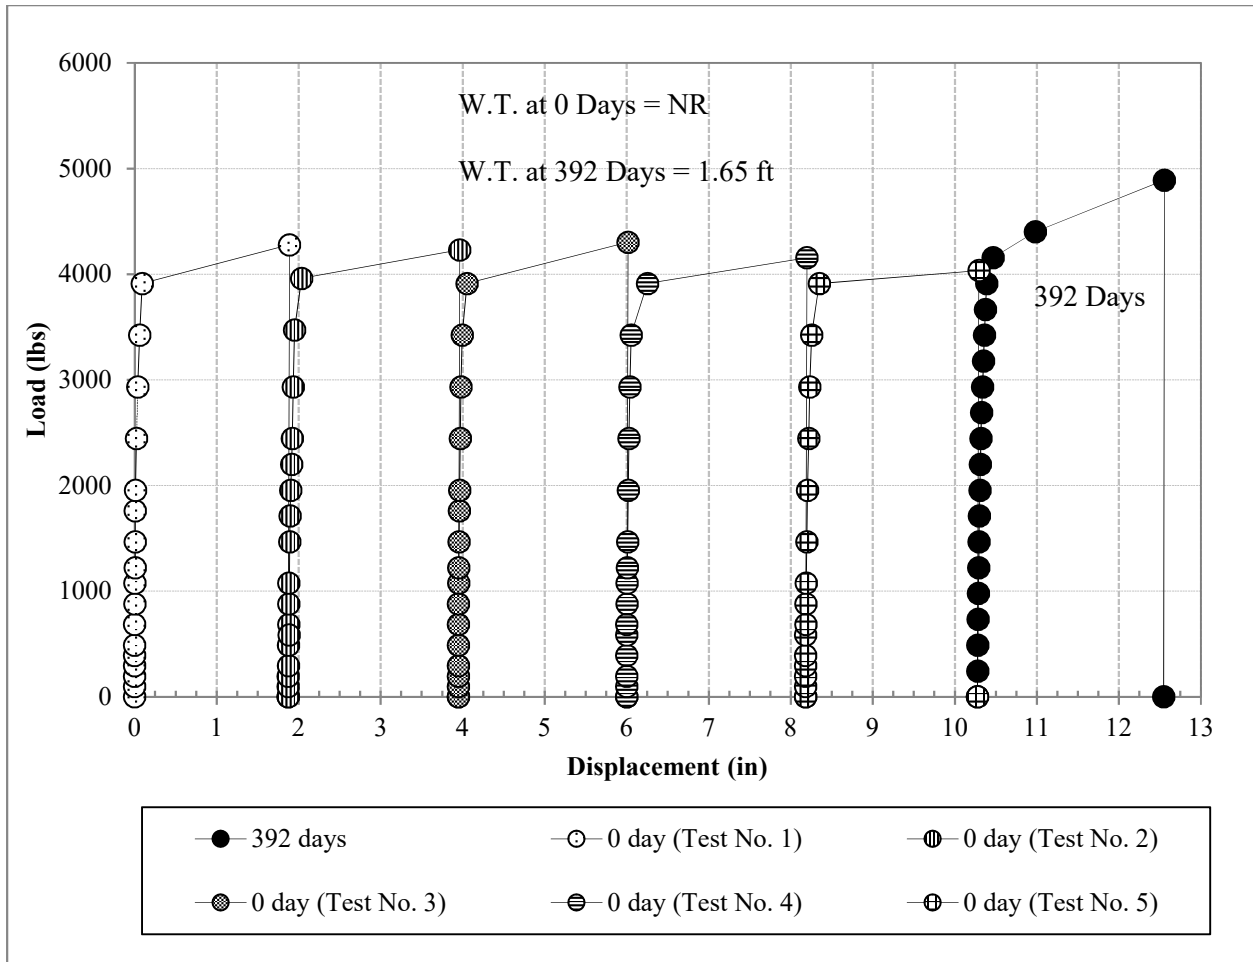 6000
W.T. at 0 Days = NR
5000
W.T. at 392 Days = 1.65 ft
4000
392 Days
3000
2000
1000
0
Load (lbs)
0 1 2 3 4 5 6 7 8 9 10 11 12 13
Displacement (in)
392 days 0 day (Test No. 1) 0 day (Test No. 2)
0 day (Test No. 3) 0 day (Test No. 4) 0 day (Test No. 5)